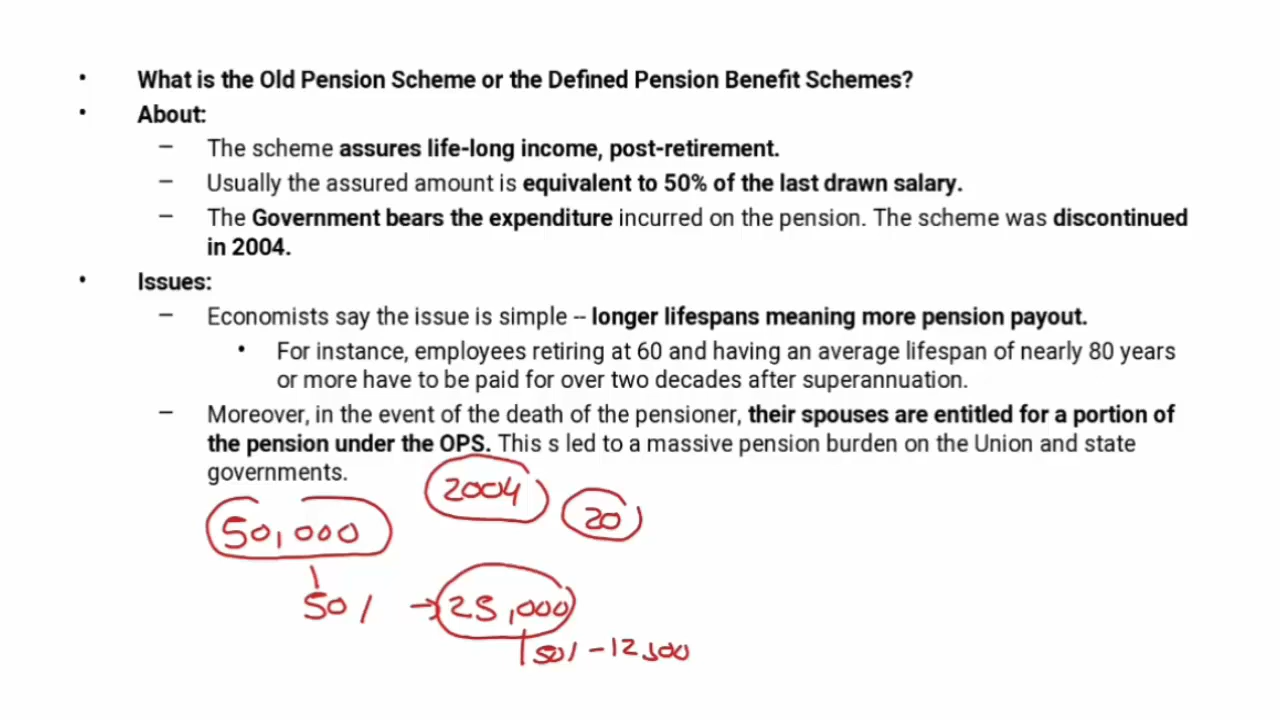 • What is the Old Pension Scheme or the Defined Pension Benefit Schemes?
• About:
– The scheme assures life-long income, post-retirement.
– Usually the assured amount is equivalent to 50% of the last drawn salary.
– The Government bears the expenditure incurred on the pension. The scheme was discontinued
in 2004.
• Issues:
– Economists say the issue is simple -- longer lifespans meaning more pension payout.
• For instance, employees retiring at 60 and having an average lifespan of nearly 80 years
or more have to be paid for over two decades after superannuation.
– Moreover, in the event of the death of the pensioner, their spouses are entitled for a portion of
the pension under the OPS. This s led to a massive pension burden on the Union and state
governments.
2004
20
50,000
50% → 25,000
50% - 12500